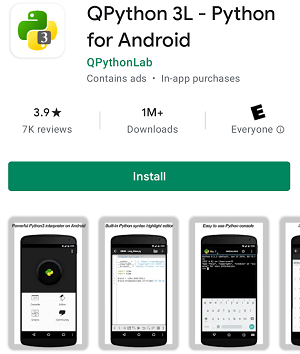 QPython 3L - Python
for Android
QPythonLab
Contains ads • In-app purchases
3.9★
7K reviews
1M+
Downloads
E
Everyone
Install
Powerful Python3 interpreter on Android
Built-in Python syntax highlight editor
Easy to use Python console